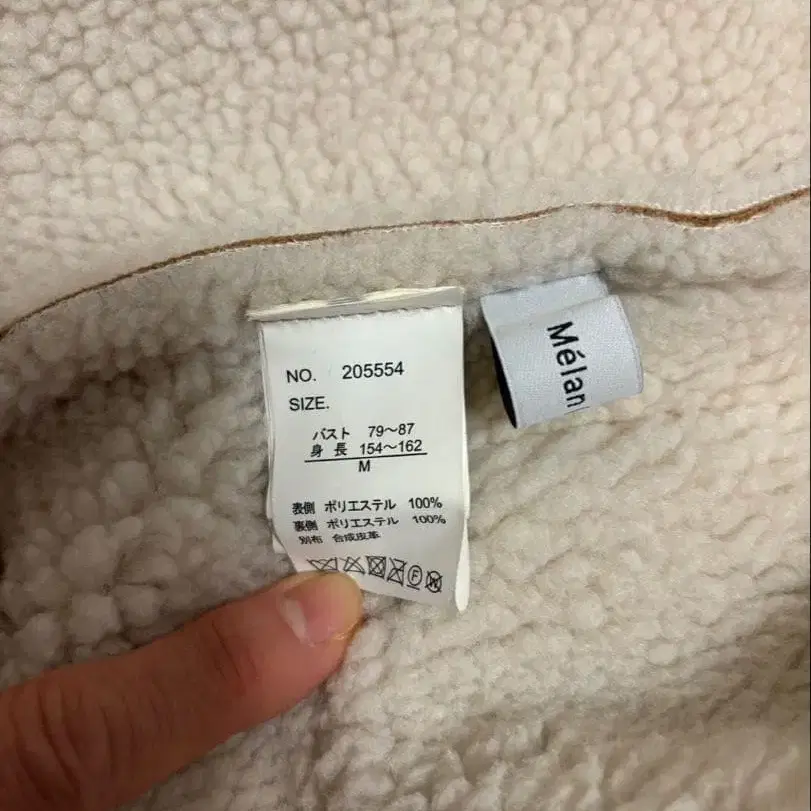 NO. 205554
SIZE.
バスト 79～87
身長 154～162
M
表側 ポリエステル 100%
裏側 ポリエステル 100%
別布 合成皮革
F
W
Mélan